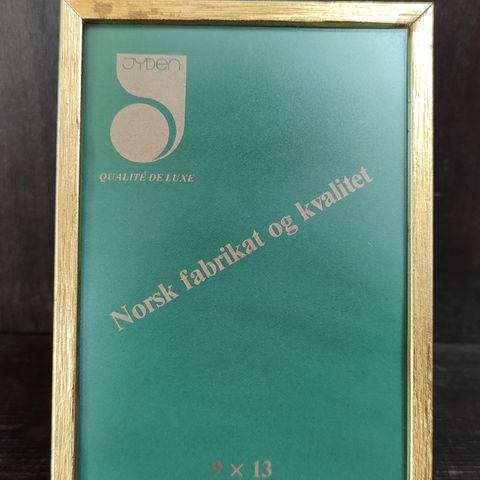 JYDEN
QUALITÉ DE LUXE
Norsk fabrikat og kvalitet
9 × 13